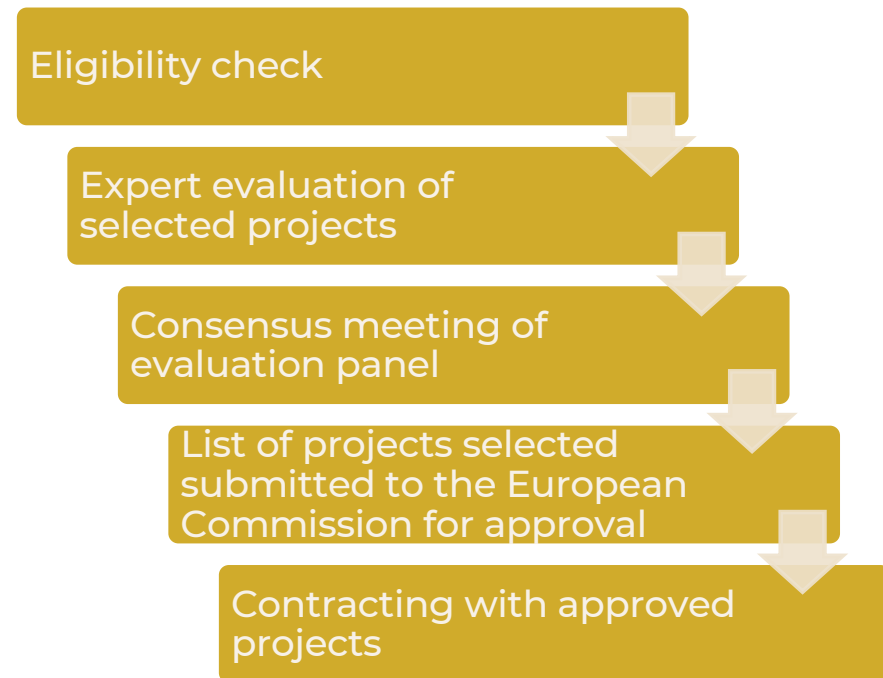 Eligibility check
Expert evaluation of
selected projects
Consensus meeting of
evaluation panel
List of projects selected
submitted to the European
Commission for approval
Contracting with approved
projects